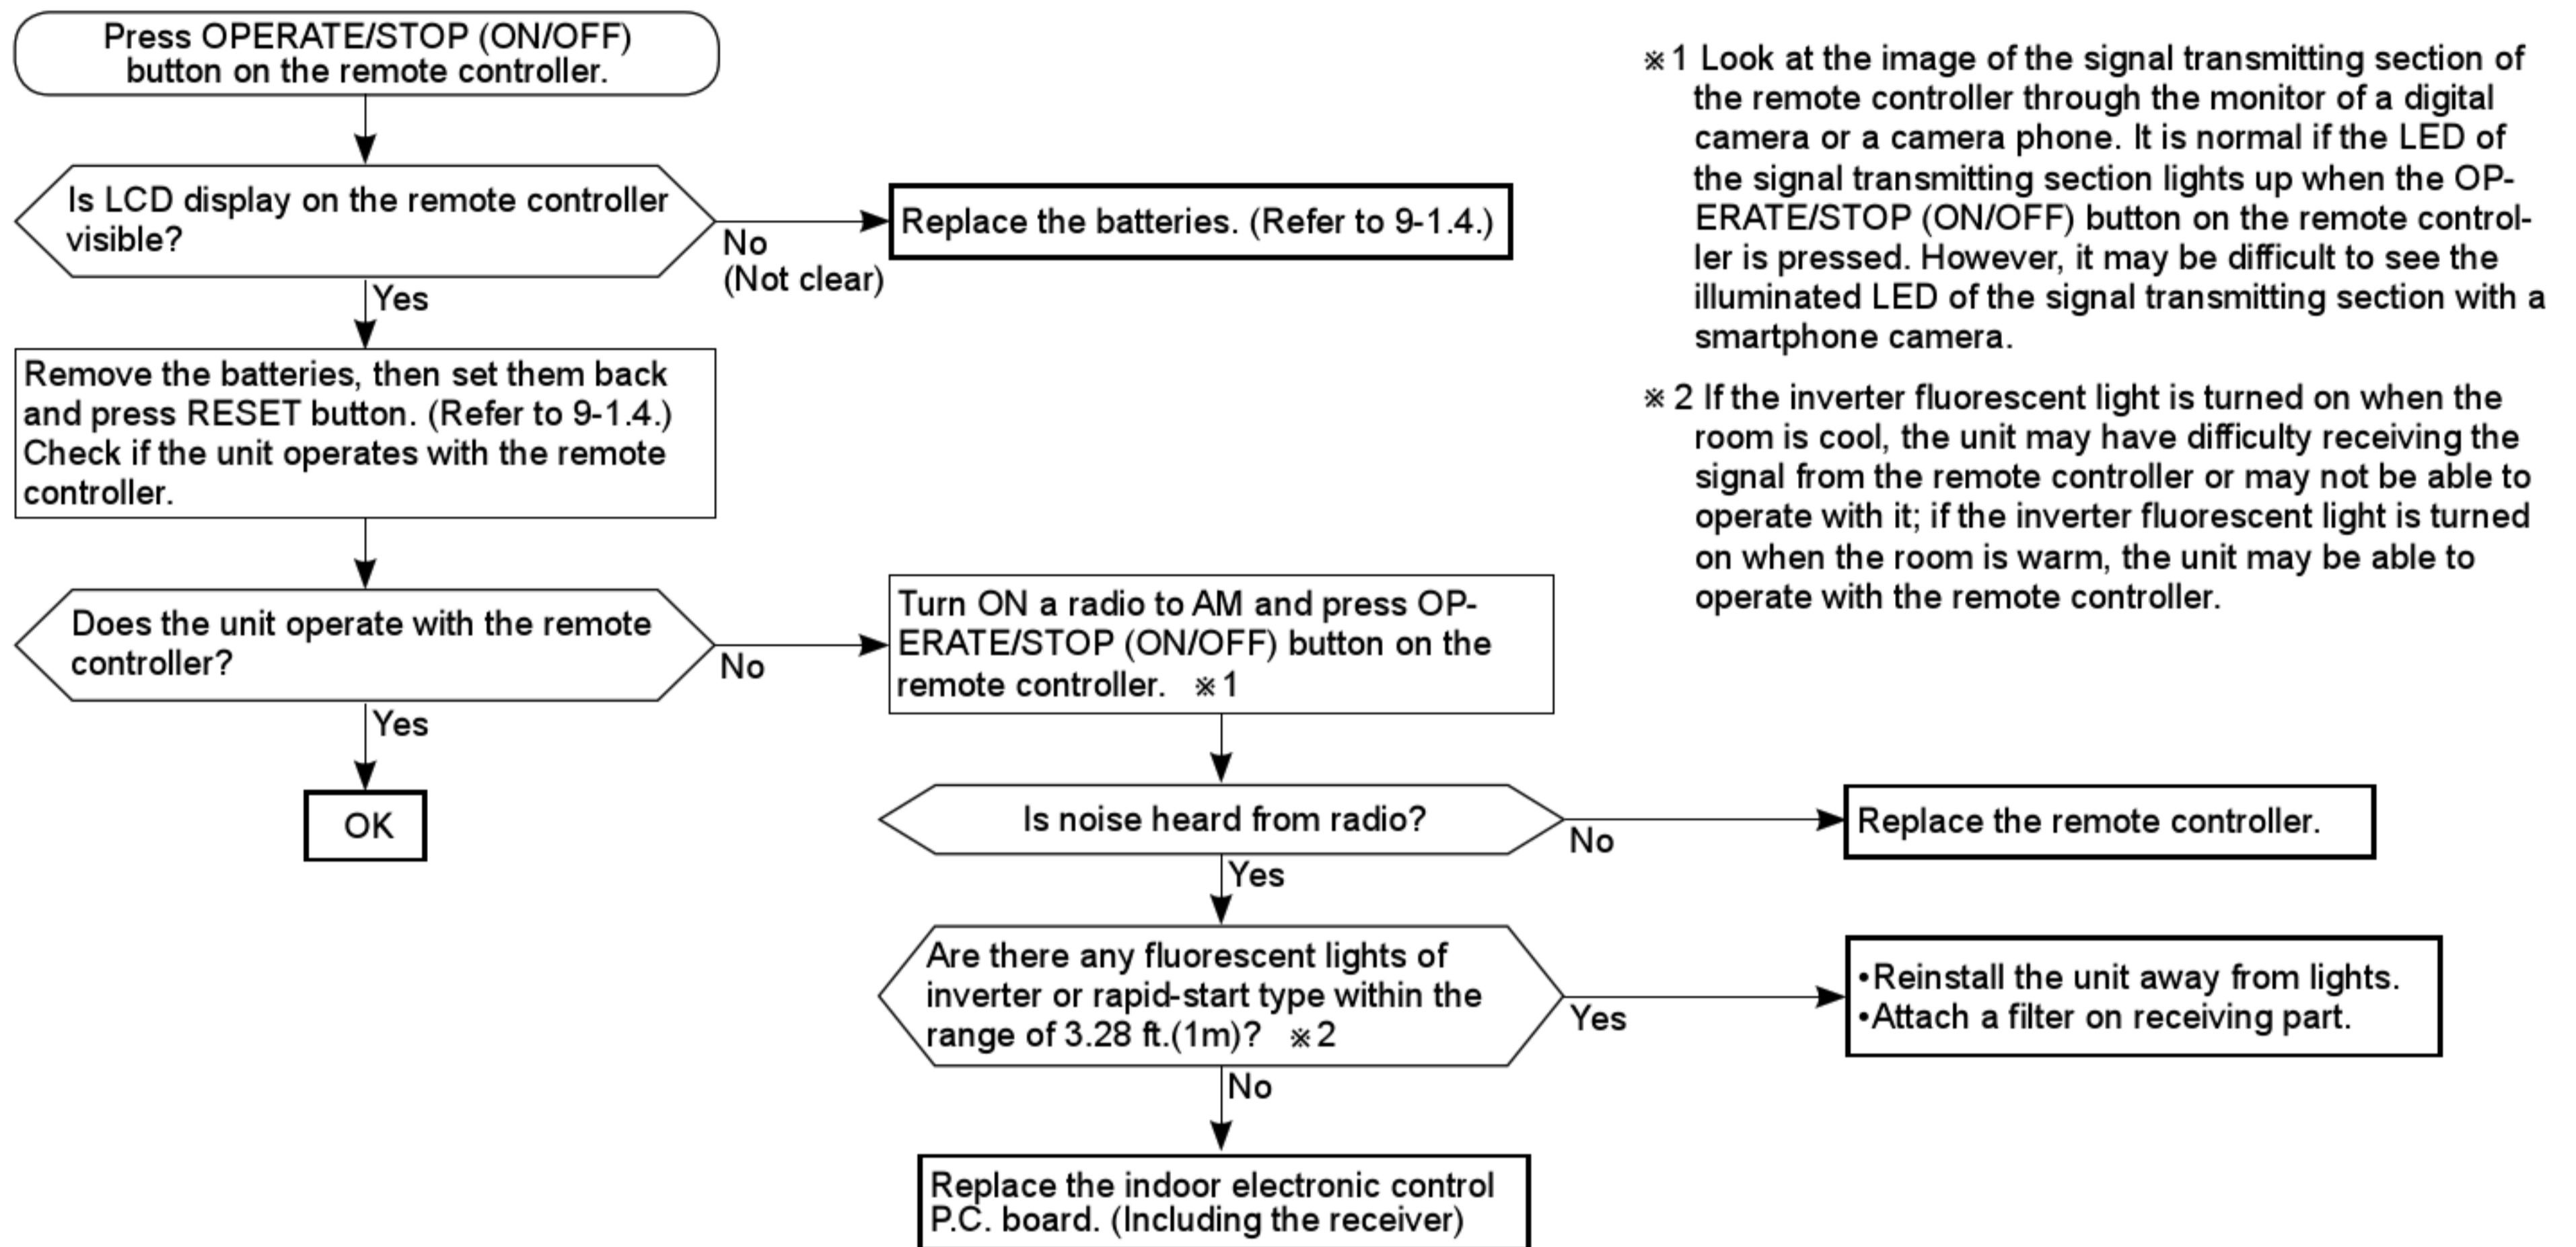 Press OPERATE/STOP (ON/OFF)
button on the remote controller.
Is LCD display on the remote controller
visible?
No
(Not clear)
Replace the batteries. (Refer to 9-1.4.)
Yes
Remove the batteries, then set them back
and press RESET button. (Refer to 9-1.4.)
Check if the unit operates with the remote
controller.
Does the unit operate with the remote
controller?
No
Yes
OK
Turn ON a radio to AM and press OP-
ERATE/STOP (ON/OFF) button on the
remote controller. ※1
Is noise heard from radio?
No
Replace the remote controller.
Yes
Are there any fluorescent lights of
inverter or rapid-start type within the
range of 3.28 ft.(1m)? ※2
Yes
•Reinstall the unit away from lights.
•Attach a filter on receiving part.
No
Replace the indoor electronic control
P.C. board. (Including the receiver)
※1 Look at the image of the signal transmitting section of
the remote controller through the monitor of a digital
camera or a camera phone. It is normal if the LED of
the signal transmitting section lights up when the OP-
ERATE/STOP (ON/OFF) button on the remote control-
ler is pressed. However, it may be difficult to see the
illuminated LED of the signal transmitting section with a
smartphone camera.
※2 If the inverter fluorescent light is turned on when the
room is cool, the unit may have difficulty receiving the
signal from the remote controller or may not be able to
operate with it; if the inverter fluorescent light is turned
on when the room is warm, the unit may be able to
operate with the remote controller.